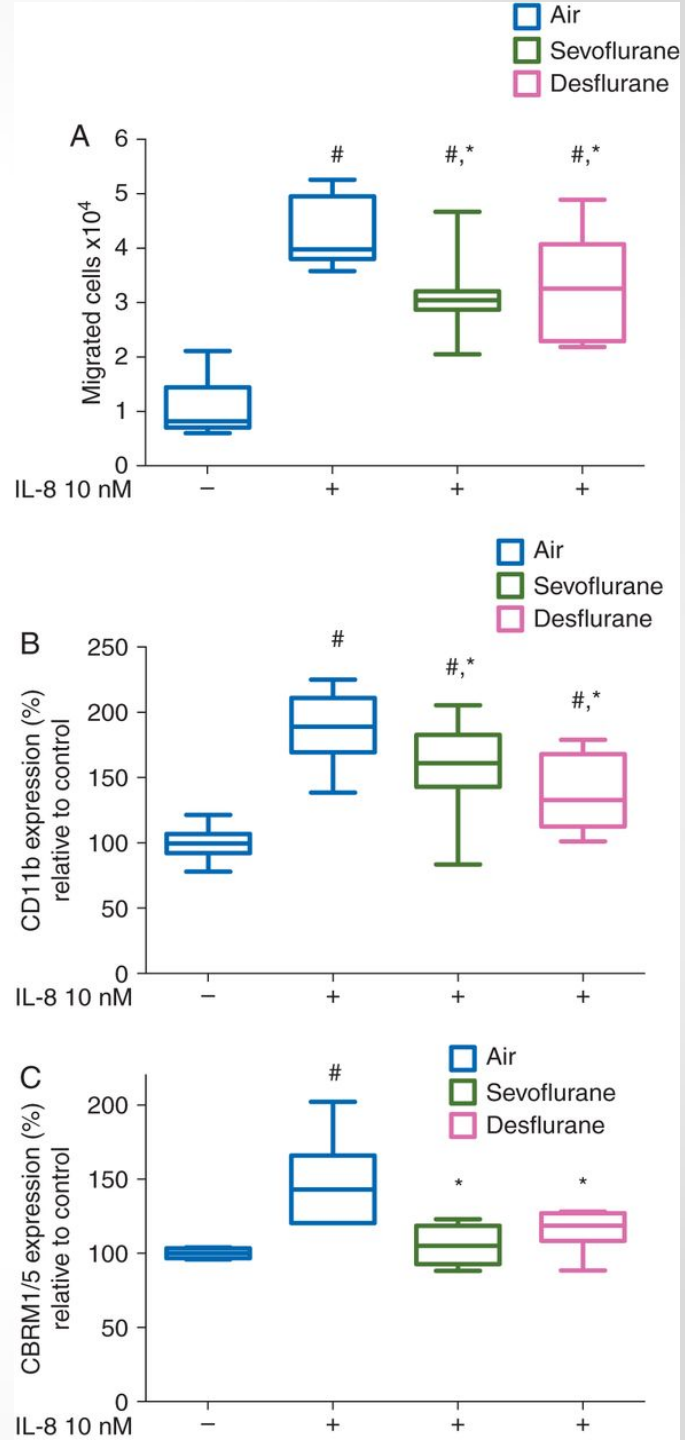 Air
Sevoflurane
Desflurane
A
Migrated cells x10⁴
6
5
4
3
2
1
0
#
#,*
#,*
IL-8 10 nM − + + +
Air
Sevoflurane
Desflurane
B
CD11b expression (%)
relative to control
250
200
150
100
50
0
#
#,*
#,*
IL-8 10 nM − + + +
C
Air
Sevoflurane
Desflurane
CBRM1/5 expression (%)
relative to control
200
150
100
50
0
#
*
*
IL-8 10 nM − + + +